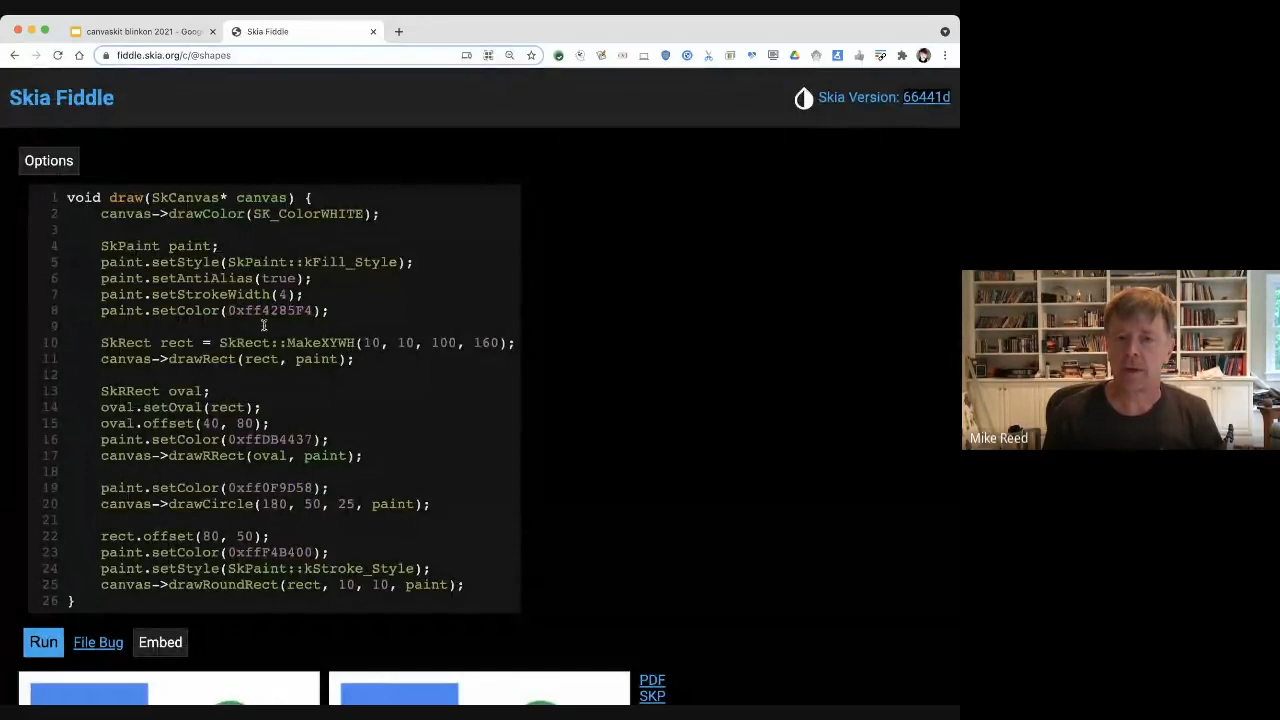 canvaskit blinkon 2021 - Goog
Skia Fiddle
fiddle.skia.org/c/@shapes
Skia Fiddle
Skia Version: 66441d
Options
1 void draw(SkCanvas* canvas) {
2 canvas->drawColor(SK_ColorWHITE);
3
4 SkPaint paint;
5 paint.setStyle(SkPaint::kFill_Style);
6 paint.setAntiAlias(true);
7 paint.setStrokeWidth(4);
8 paint.setColor(0xff4285F4);
9
10 SkRect rect = SkRect::MakeXYWH(10, 10, 100, 160);
11 canvas->drawRect(rect, paint);
12
13 SkRRect oval;
14 oval.setOval(rect);
15 oval.offset(40, 80);
16 paint.setColor(0xffDB4437);
17 canvas->drawRRect(oval, paint);
18
19 paint.setColor(0xff0F9D58);
20 canvas->drawCircle(180, 50, 25, paint);
21
22 rect.offset(80, 50);
23 paint.setColor(0xffF4B400);
24 paint.setStyle(SkPaint::kStroke_Style);
25 canvas->drawRoundRect(rect, 10, 10, paint);
26 }
Run File Bug Embed
PDF
SKP
Mike Reed